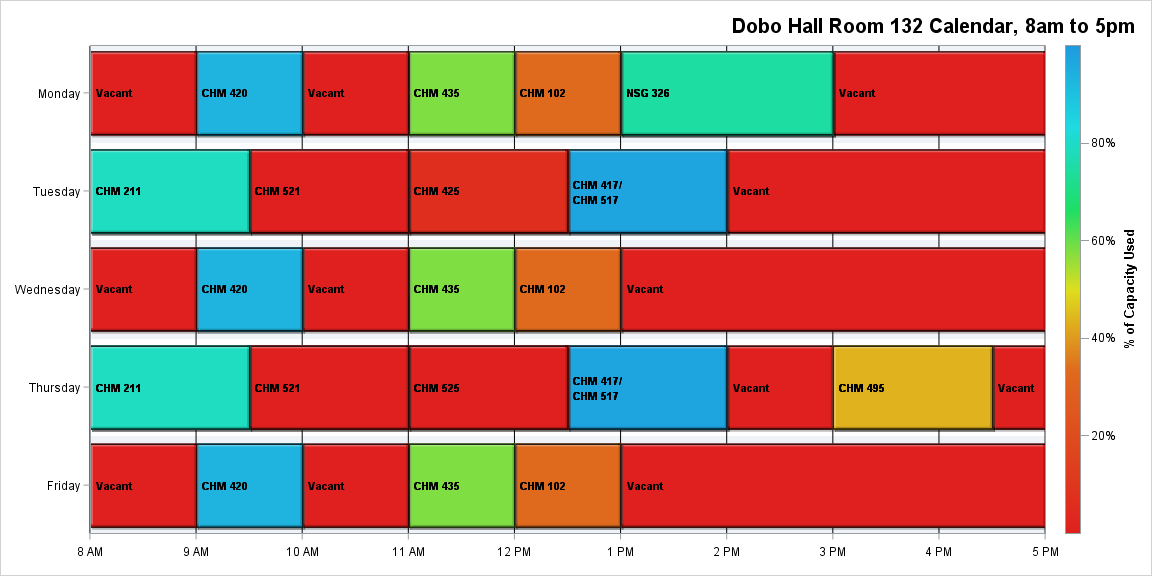 Dobo Hall Room 132 Calendar, 8am to 5pm
Monday
Vacant
CHM 420
Vacant
CHM 435
CHM 102
NSG 326
Vacant
Tuesday
CHM 211
CHM 521
CHM 425
CHM 417/
CHM 517
Vacant
Wednesday
Vacant
CHM 420
Vacant
CHM 435
CHM 102
Vacant
Thursday
CHM 211
CHM 521
CHM 525
CHM 417/
CHM 517
Vacant
CHM 495
Vacant
Friday
Vacant
CHM 420
Vacant
CHM 435
CHM 102
Vacant
8 AM
9 AM
10 AM
11 AM
12 PM
1 PM
2 PM
3 PM
4 PM
5 PM
80%
60%
40%
20%
% of Capacity Used